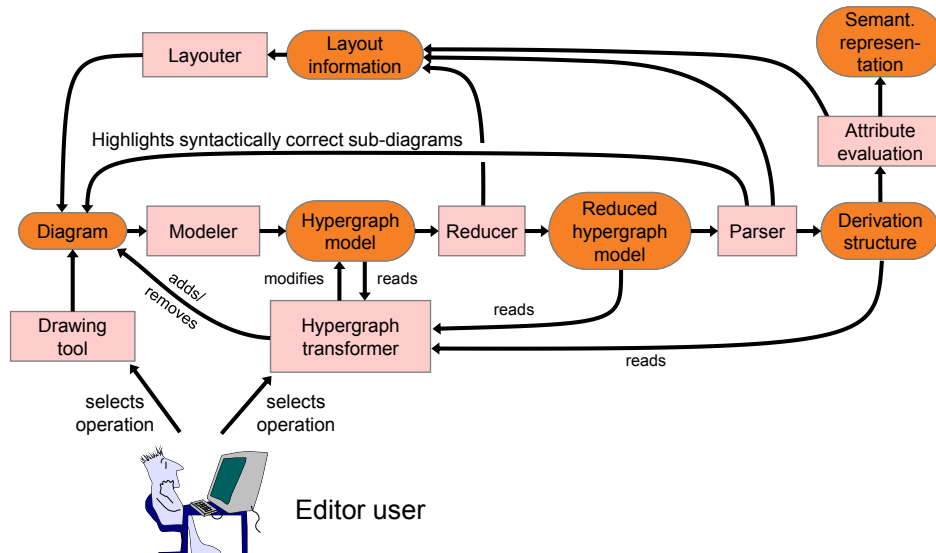 Layouter
Layout
information
Semant.
represen-
tation
Highlights syntactically correct sub-diagrams
Attribute
evaluation
Diagram
Modeler
Hypergraph
model
Reducer
Reduced
hypergraph
model
Parser
Derivation
structure
adds/
removes
modifies
reads
reads
reads
Drawing
tool
Hypergraph
transformer
selects
operation
selects
operation
Editor user